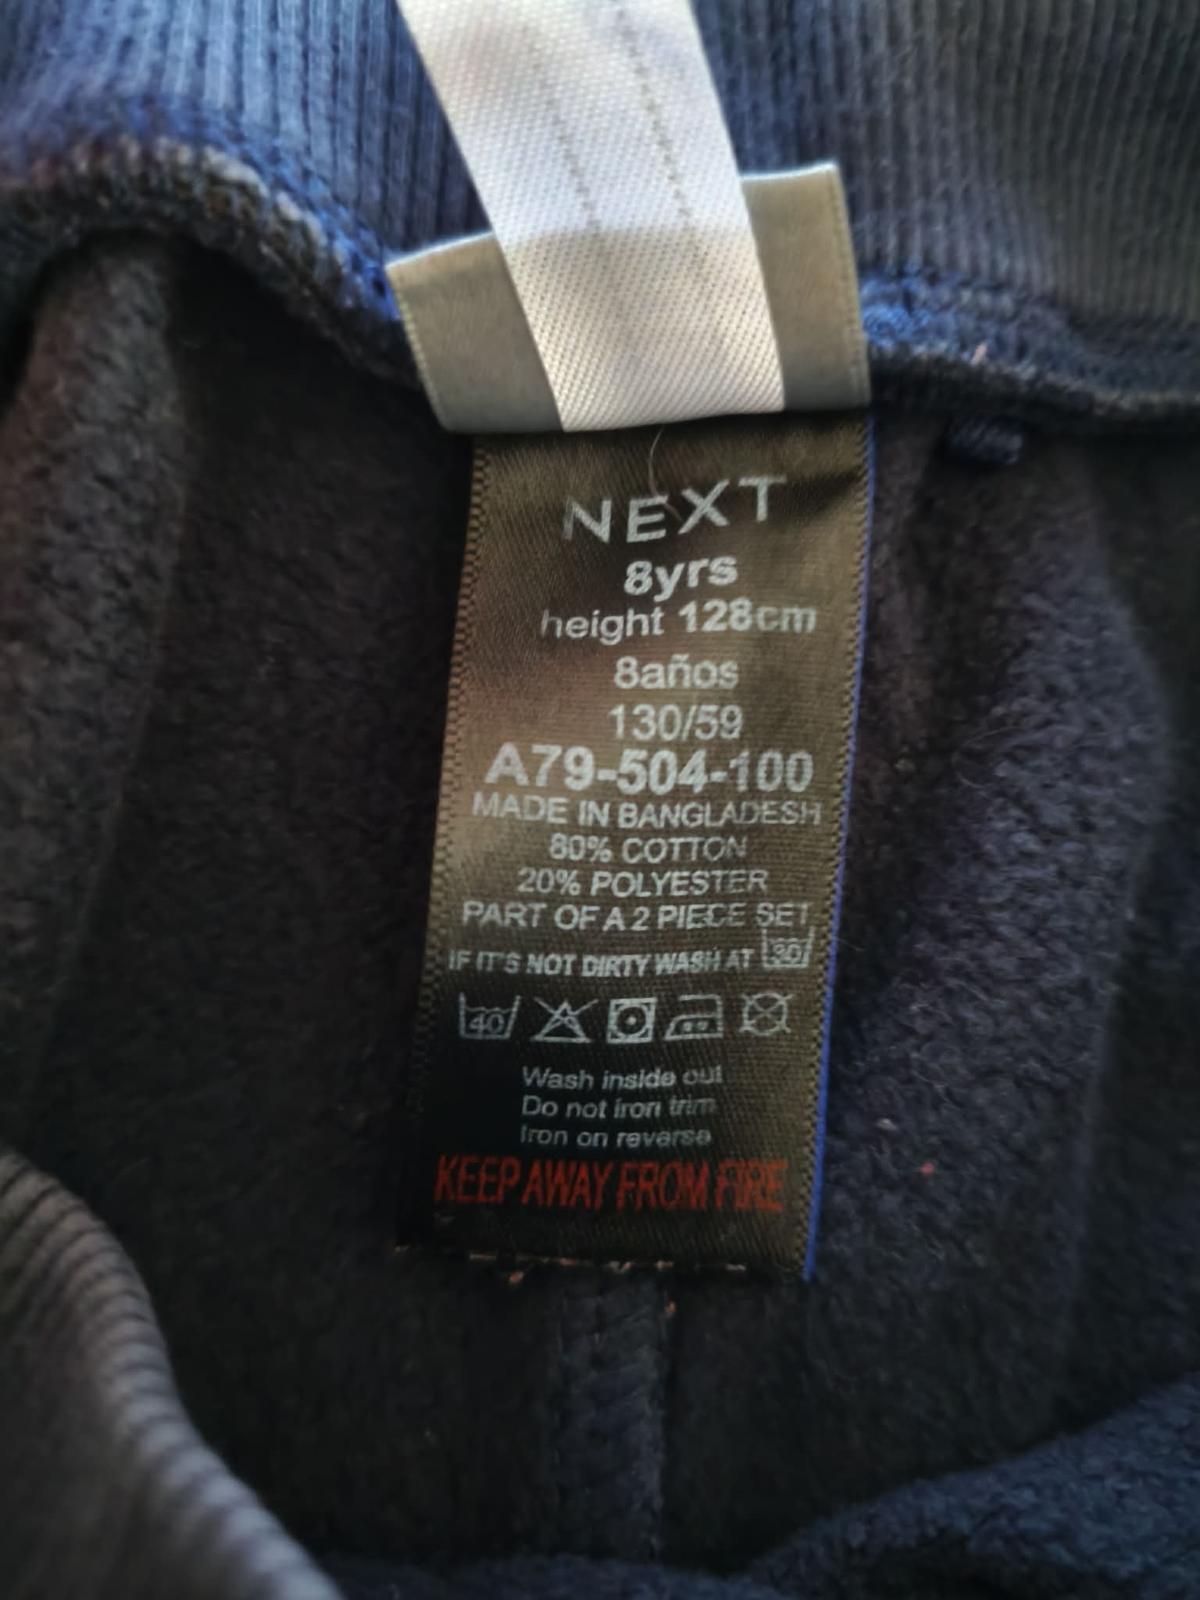 NEXT
8yrs
height 128cm
8años
130/59
A79-504-100
MADE IN BANGLADESH
80% COTTON
20% POLYESTER
PART OF A 2 PIECE SET
IF IT'S NOT DIRTY WASH AT 30
40
Wash inside out
Do not iron trim
Iron on reverse
KEEP AWAY FROM FIRE